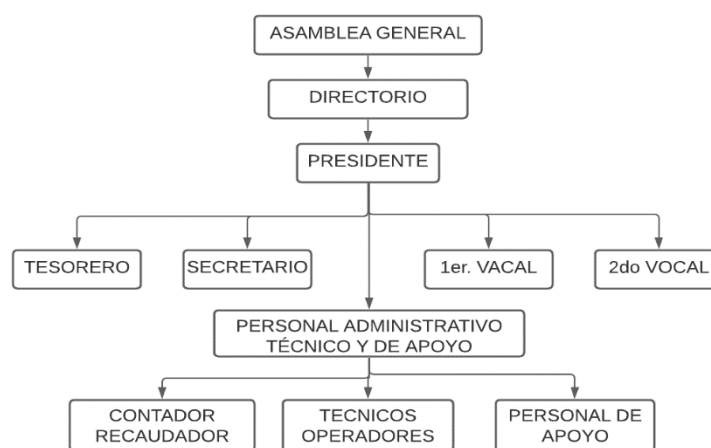 ASAMBLEA GENERAL
DIRECTORIO
PRESIDENTE
TESORERO
SECRETARIO
1er. VACAL
2do VOCAL
PERSONAL ADMINISTRATIVO
TÉCNICO Y DE APOYO
CONTADOR
RECAUDADOR
TECNICOS
OPERADORES
PERSONAL DE
APOYO